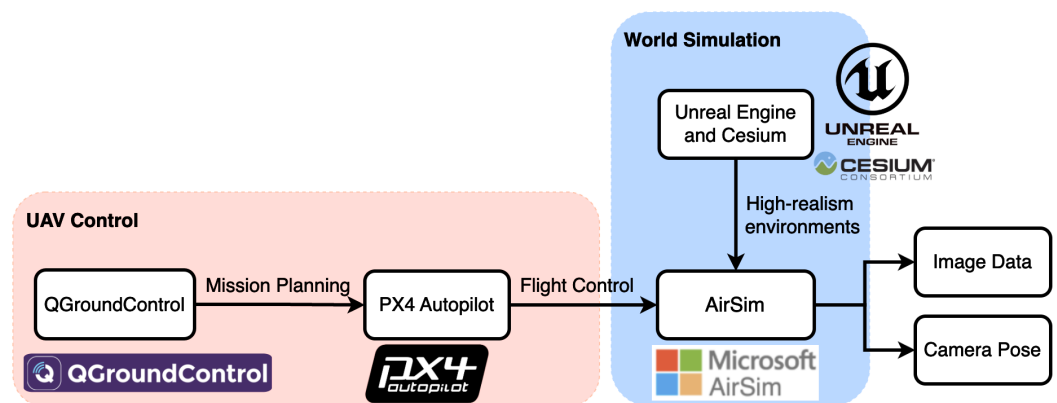 World Simulation
Unreal Engine
and Cesium
UNREAL
ENGINE
CESIUM
CONSORTIUM
High-realism
environments
UAV Control
QGroundControl
Mission Planning
PX4 Autopilot
Flight Control
AirSim
Image Data
Camera Pose
QGroundControl
px4
autopilot
Microsoft
AirSim